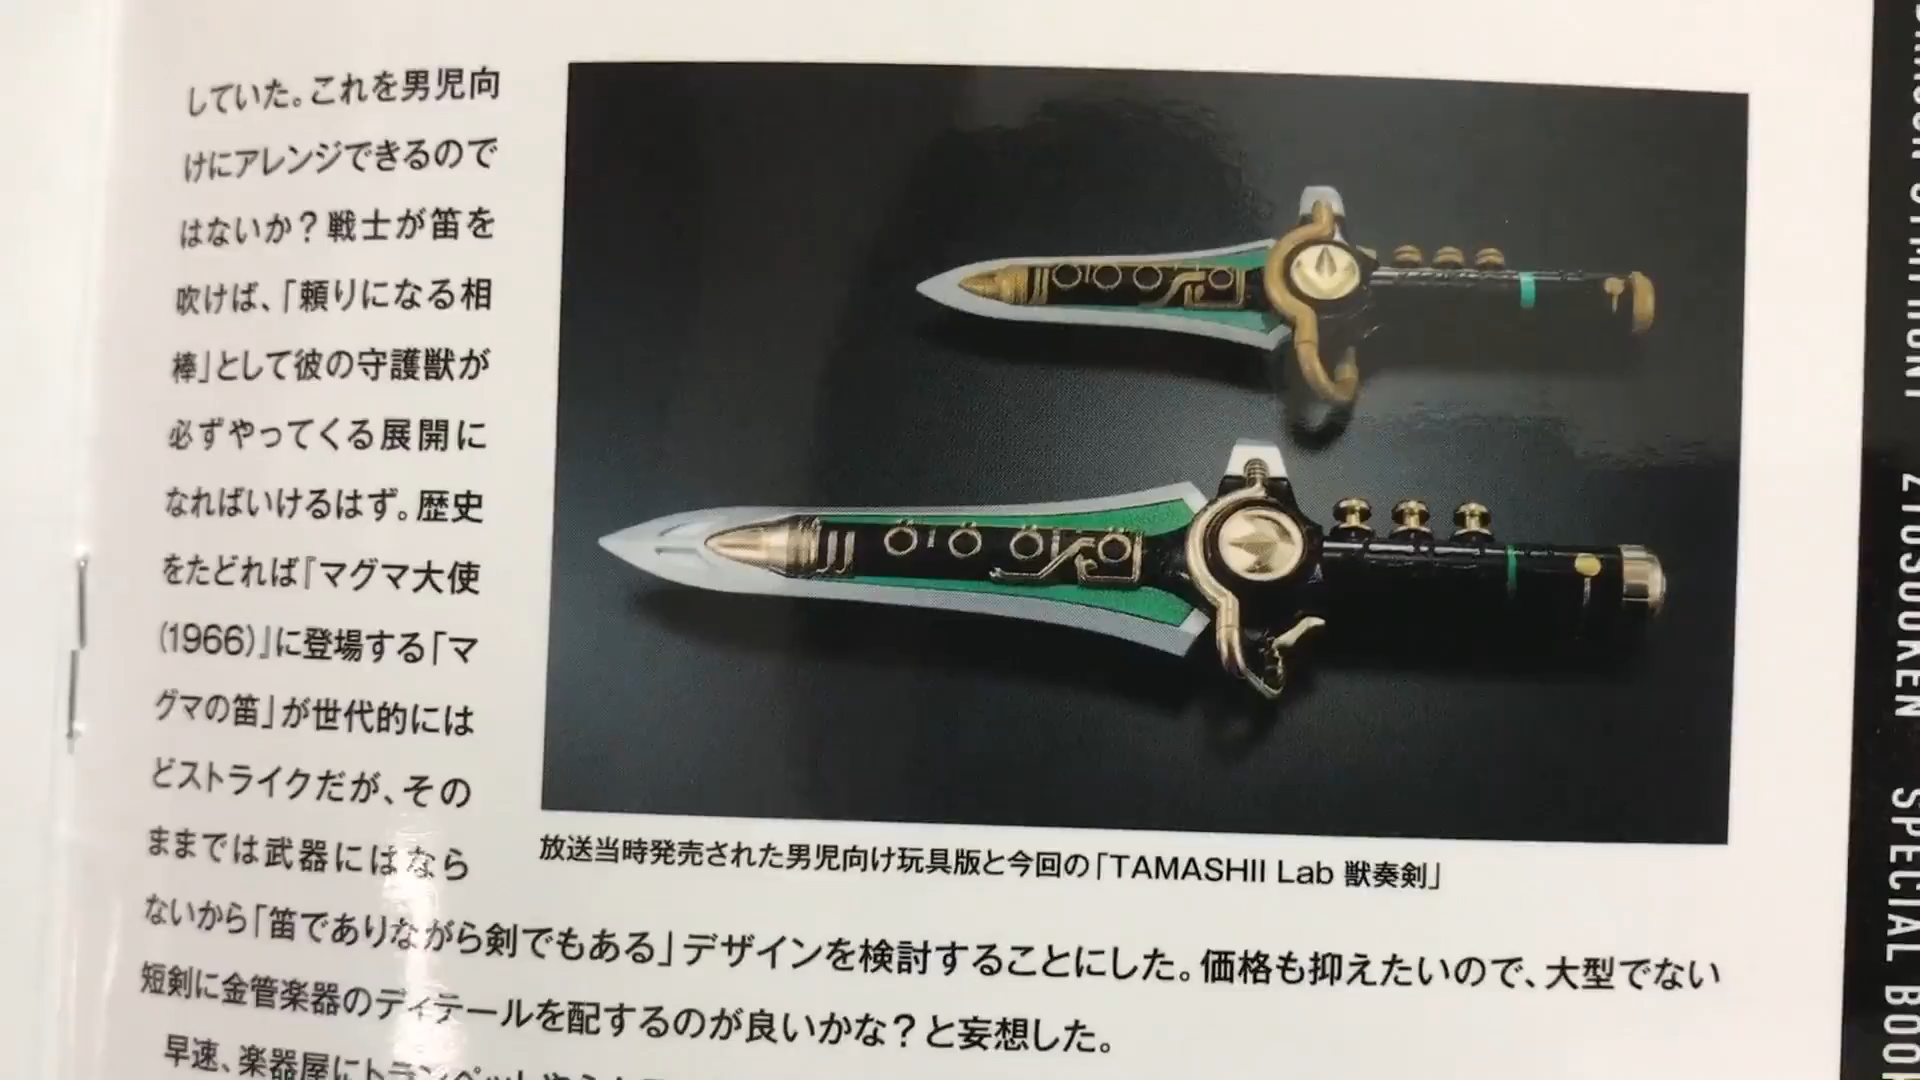 していた。これを男児向
けにアレンジできるので
はないか？戦士が笛を
吹けば、「頼りになる相
棒」として彼の守護獣が
必ずやってくる展開に
なればいけるはず。歴史
をたどれば『マグマ大使
(1966)』に登場する「マ
グマの笛」が世代的には
どストライクだが、その
ままでは武器にはなら
ないから「笛でありながら剣でもある」デザインを検討することにした。価格も抑えたいので、大型でない
短剣に金管楽器のディテールを配するのが良いかな？と妄想した。
早速、楽器屋にトランペット
放送当時発売された男児向け玩具版と今回の「TAMASHII Lab 獣奏剣」
ZYUSOUKEN SPECIAL BOOK